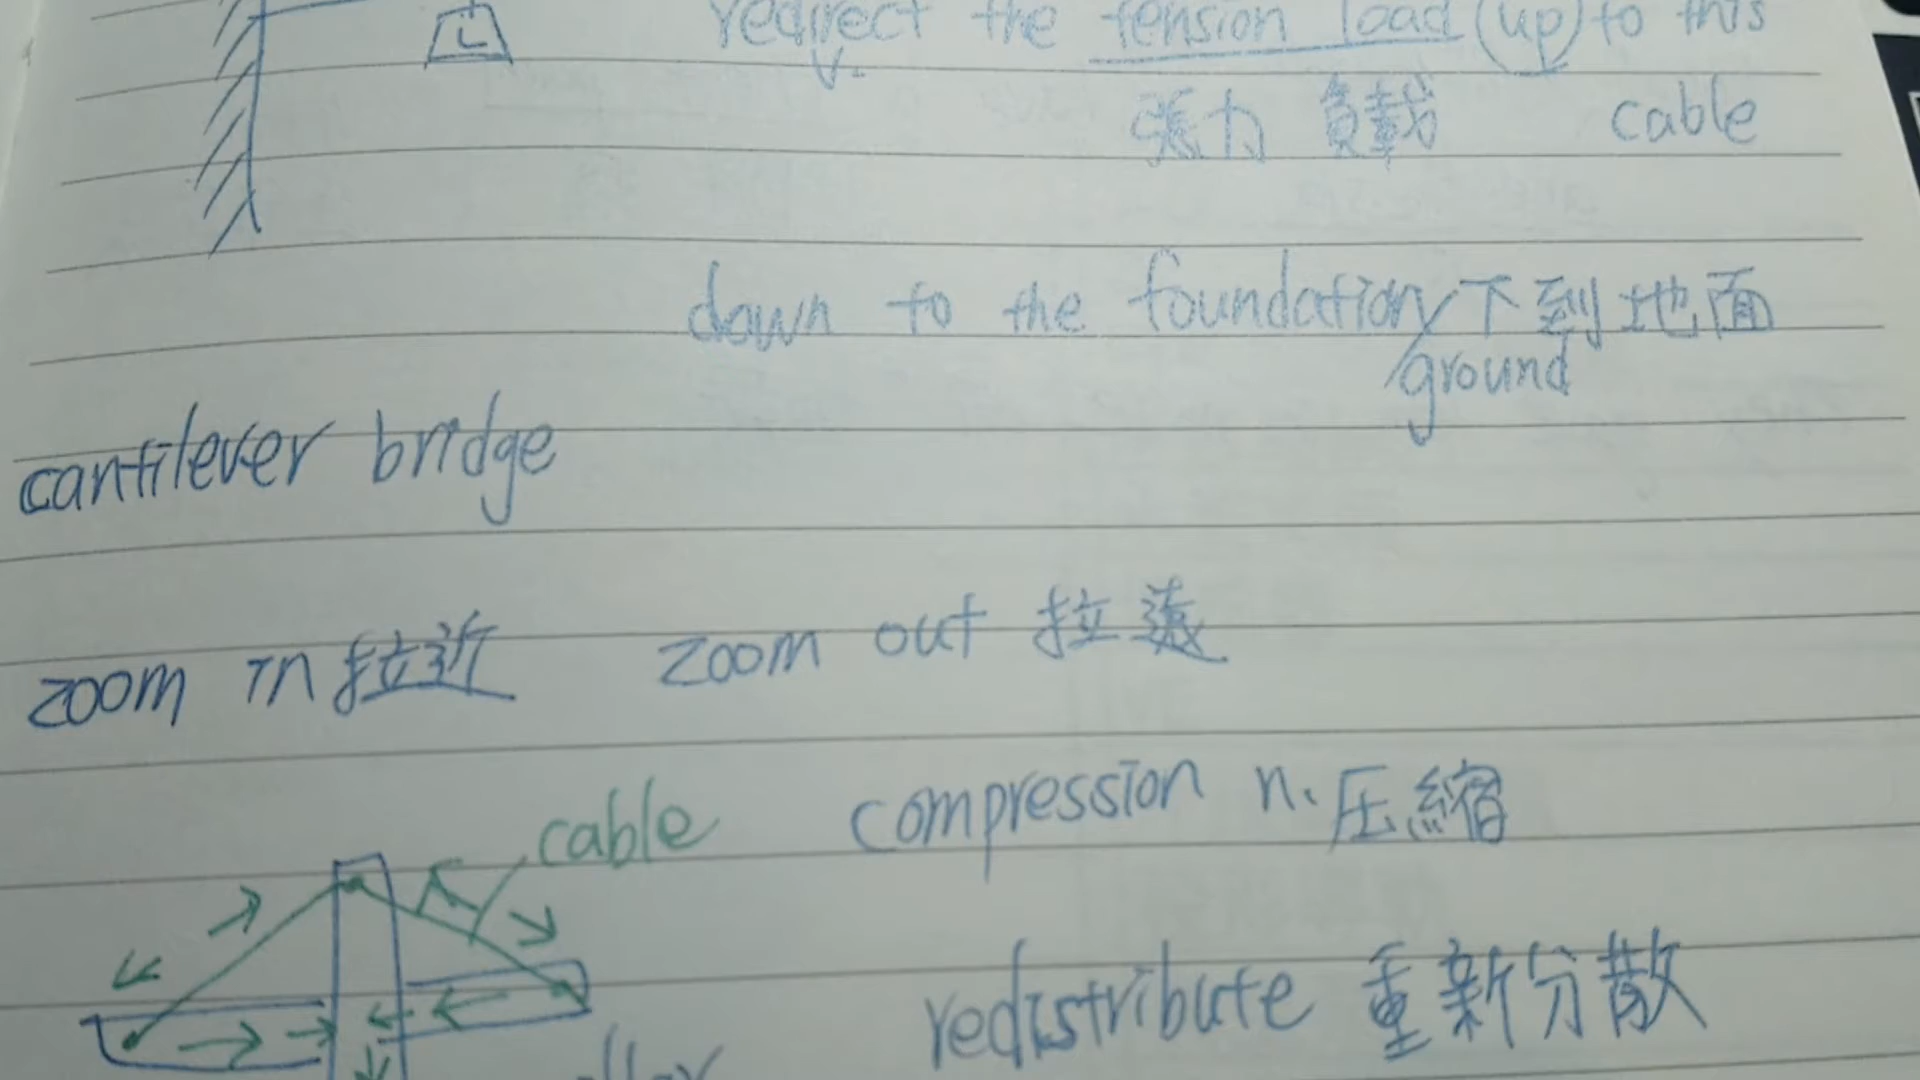 L
redirect the tension load (up) to this
v.
張力 負載 cable
down to the foundation/ground 下到地面
cantilever bridge
zoom in 拉近 zoom out 拉遠
cable
compression n. 壓縮
redistribute 重新分散